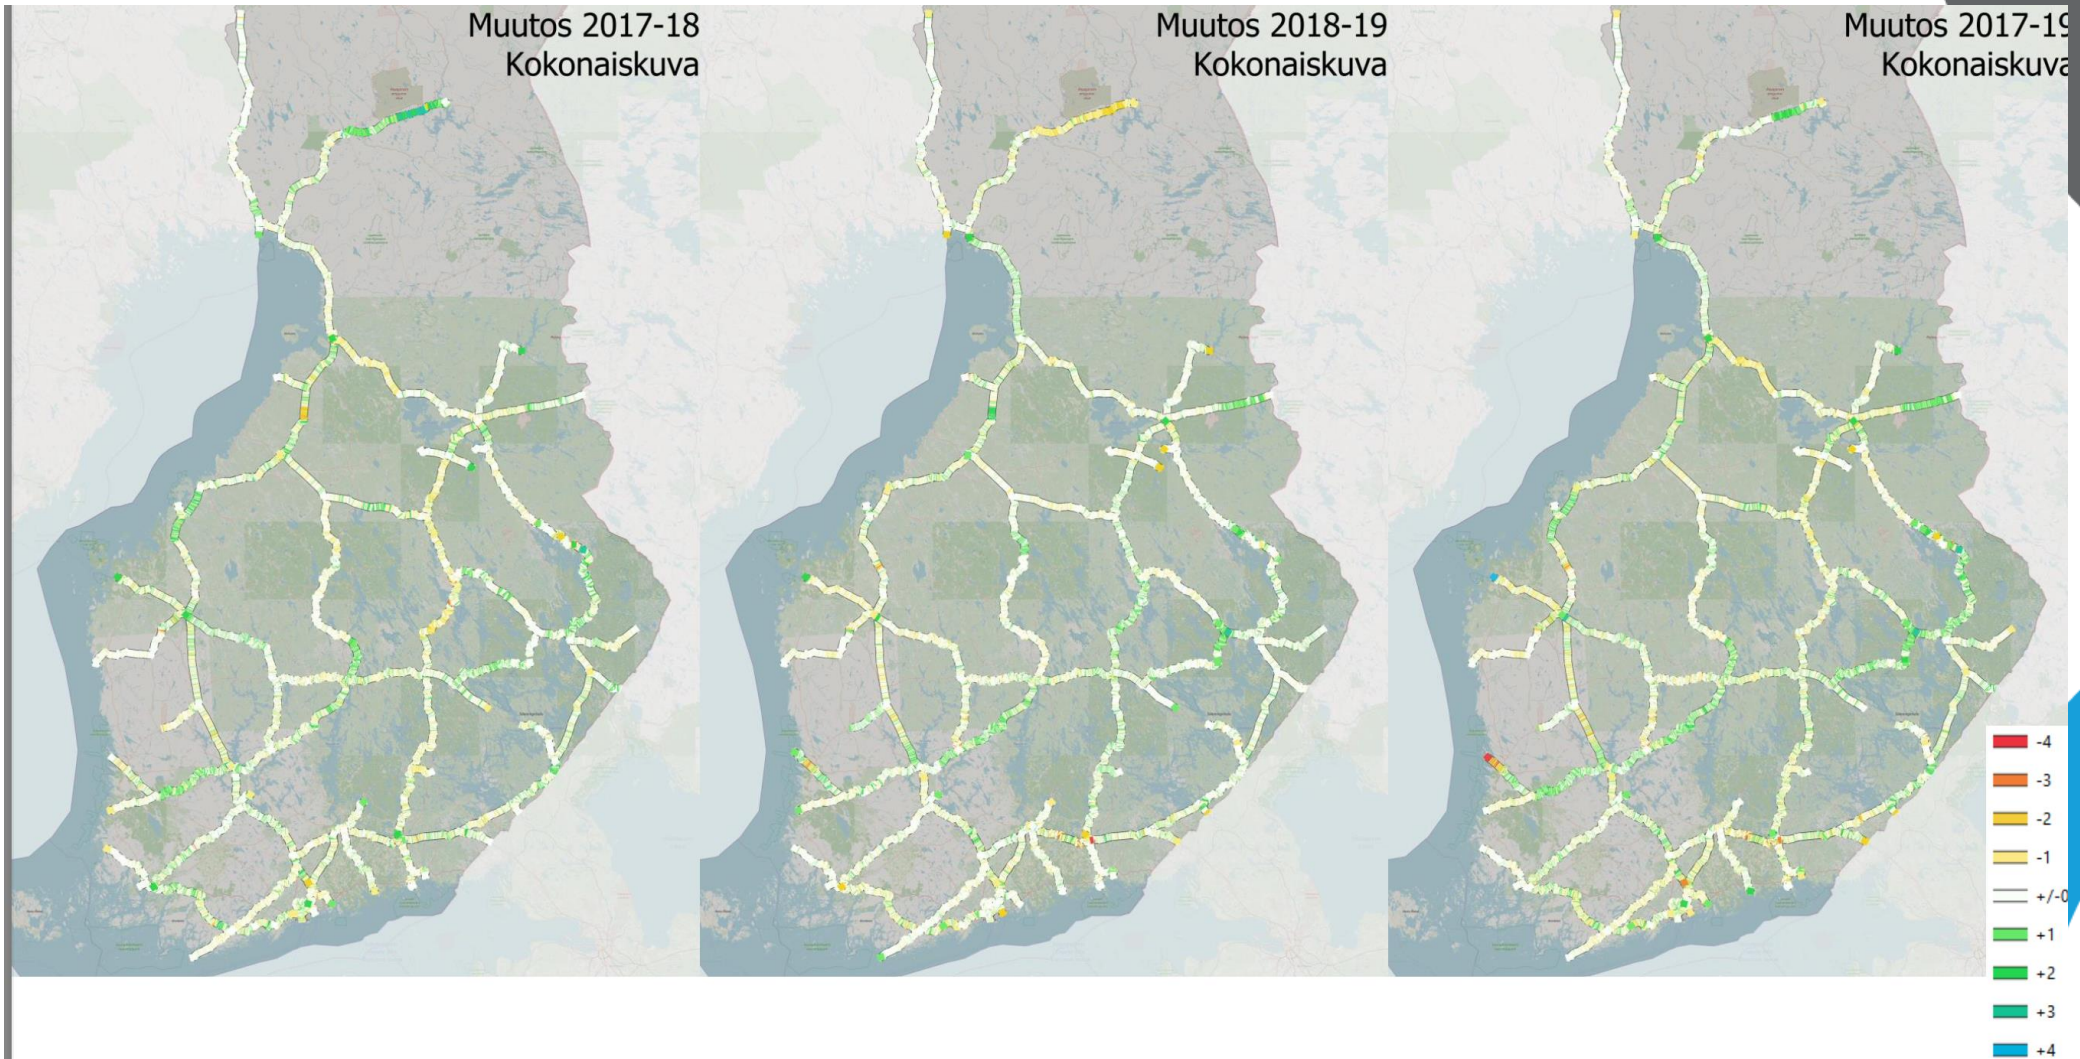 Muutos 2017-18
Kokonaiskuva
Muutos 2018-19
Kokonaiskuva
Muutos 2017-19
Kokonaiskuva
-4
-3
-2
-1
+/-0
+1
+2
+3
+4